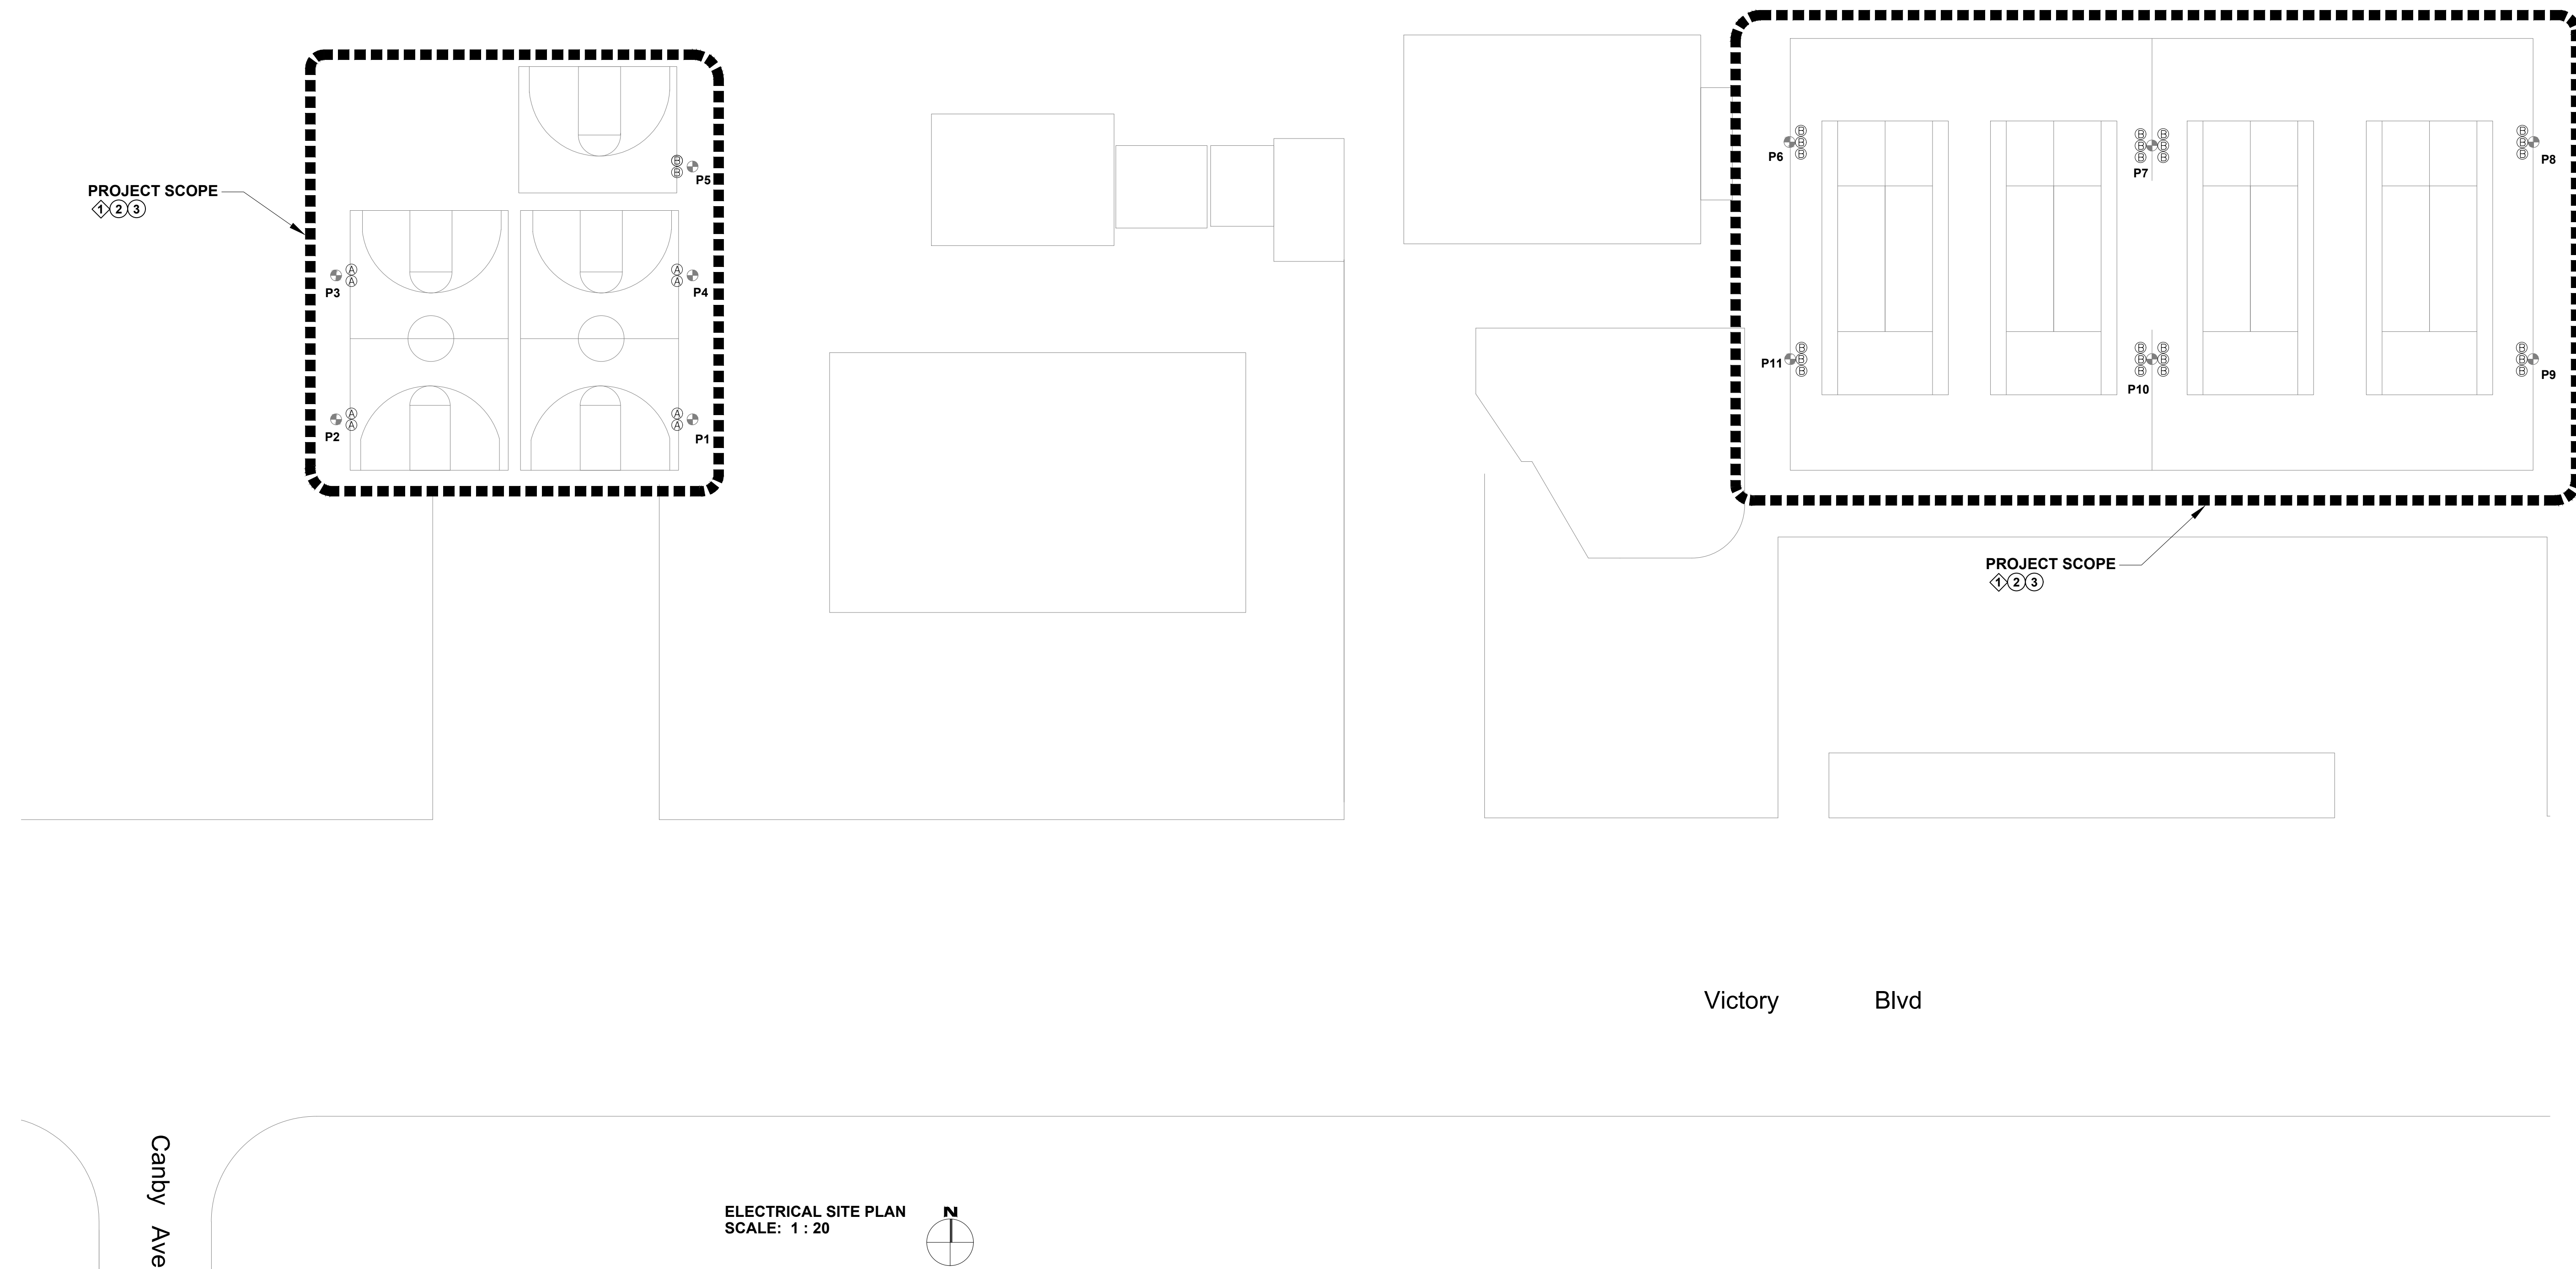 PROJECT SCOPE
1 2 3
B
B
P5
A
A
P3
A
A
P4
A
A
P2
A
A
P1
P6
B
B
B
B B
B B
B B
P7
B
B
B
P8
P11
B
B
B
B B
B B
B B
P10
B
B
B
P9
PROJECT SCOPE
1 2 3
Victory Blvd
Canby Ave
ELECTRICAL SITE PLAN
SCALE: 1 : 20
N